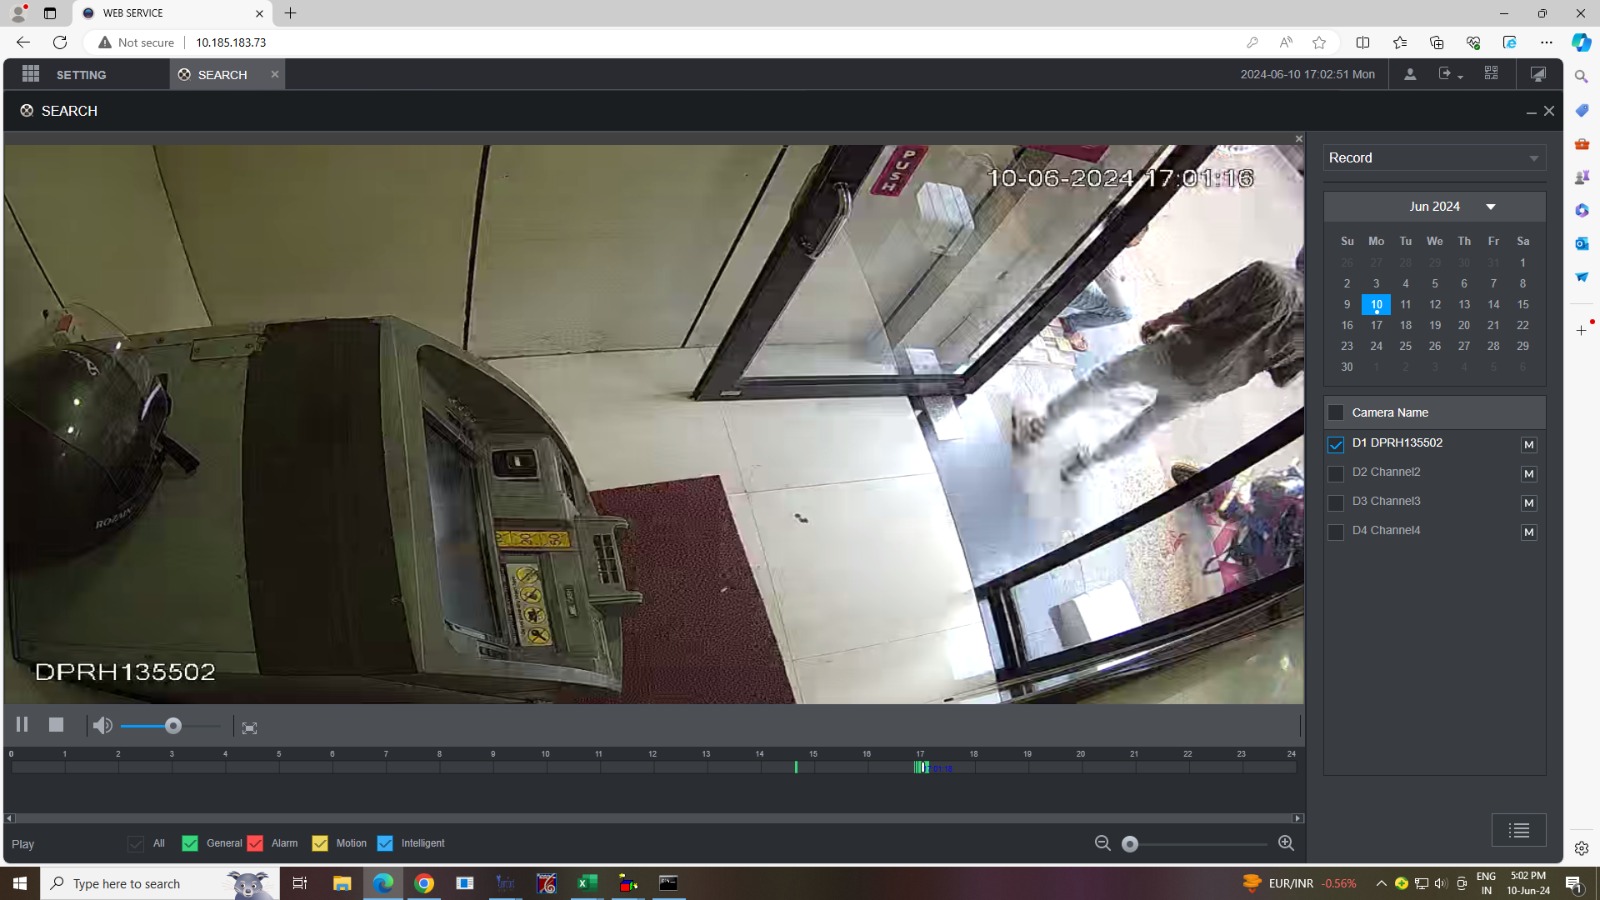 WEB SERVICE
Not secure
10.185.183.73
SETTING
SEARCH
2024-06-10 17:02:51 Mon
SEARCH
PUSH
10-06-2024 17:01:16
DPRH135502
Record
Jun 2024
Su Mo Tu We Th Fr Sa
26 27 28 29 30 31 1
2 3 4 5 6 7 8
9 10 11 12 13 14 15
16 17 18 19 20 21 22
23 24 25 26 27 28 29
30 1 2 3 4 5 6
Camera Name
D1 DPRH135502 M
D2 Channel2 M
D3 Channel3 M
D4 Channel4 M
0 1 2 3 4 5 6 7 8 9 10 11 12 13 14 15 16 17 18 19 20 21 22 23 24
Play
All
General
Alarm
Motion
Intelligent
Type here to search
EUR/INR -0.56%
ENG
IN
5:02 PM
10-Jun-24
1